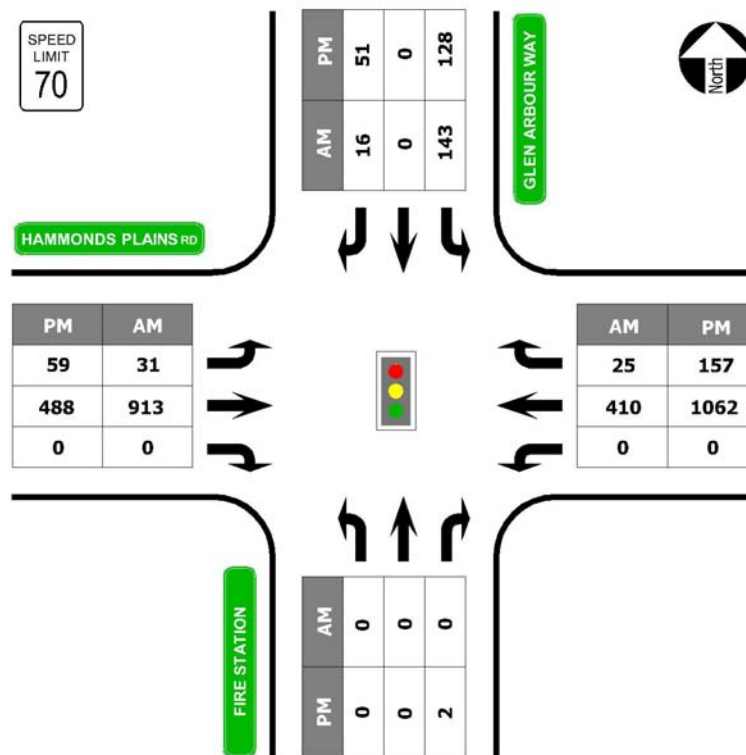 SPEED
LIMIT
70
PM 51 0 128
AM 16 0 143
GLEN ARBOUR WAY
North
HAMMONDS PLAINS RD
PM AM
59 31
488 913
0 0
AM PM
25 157
410 1062
0 0
FIRE STATION
AM 0 0 0
PM 0 0 2